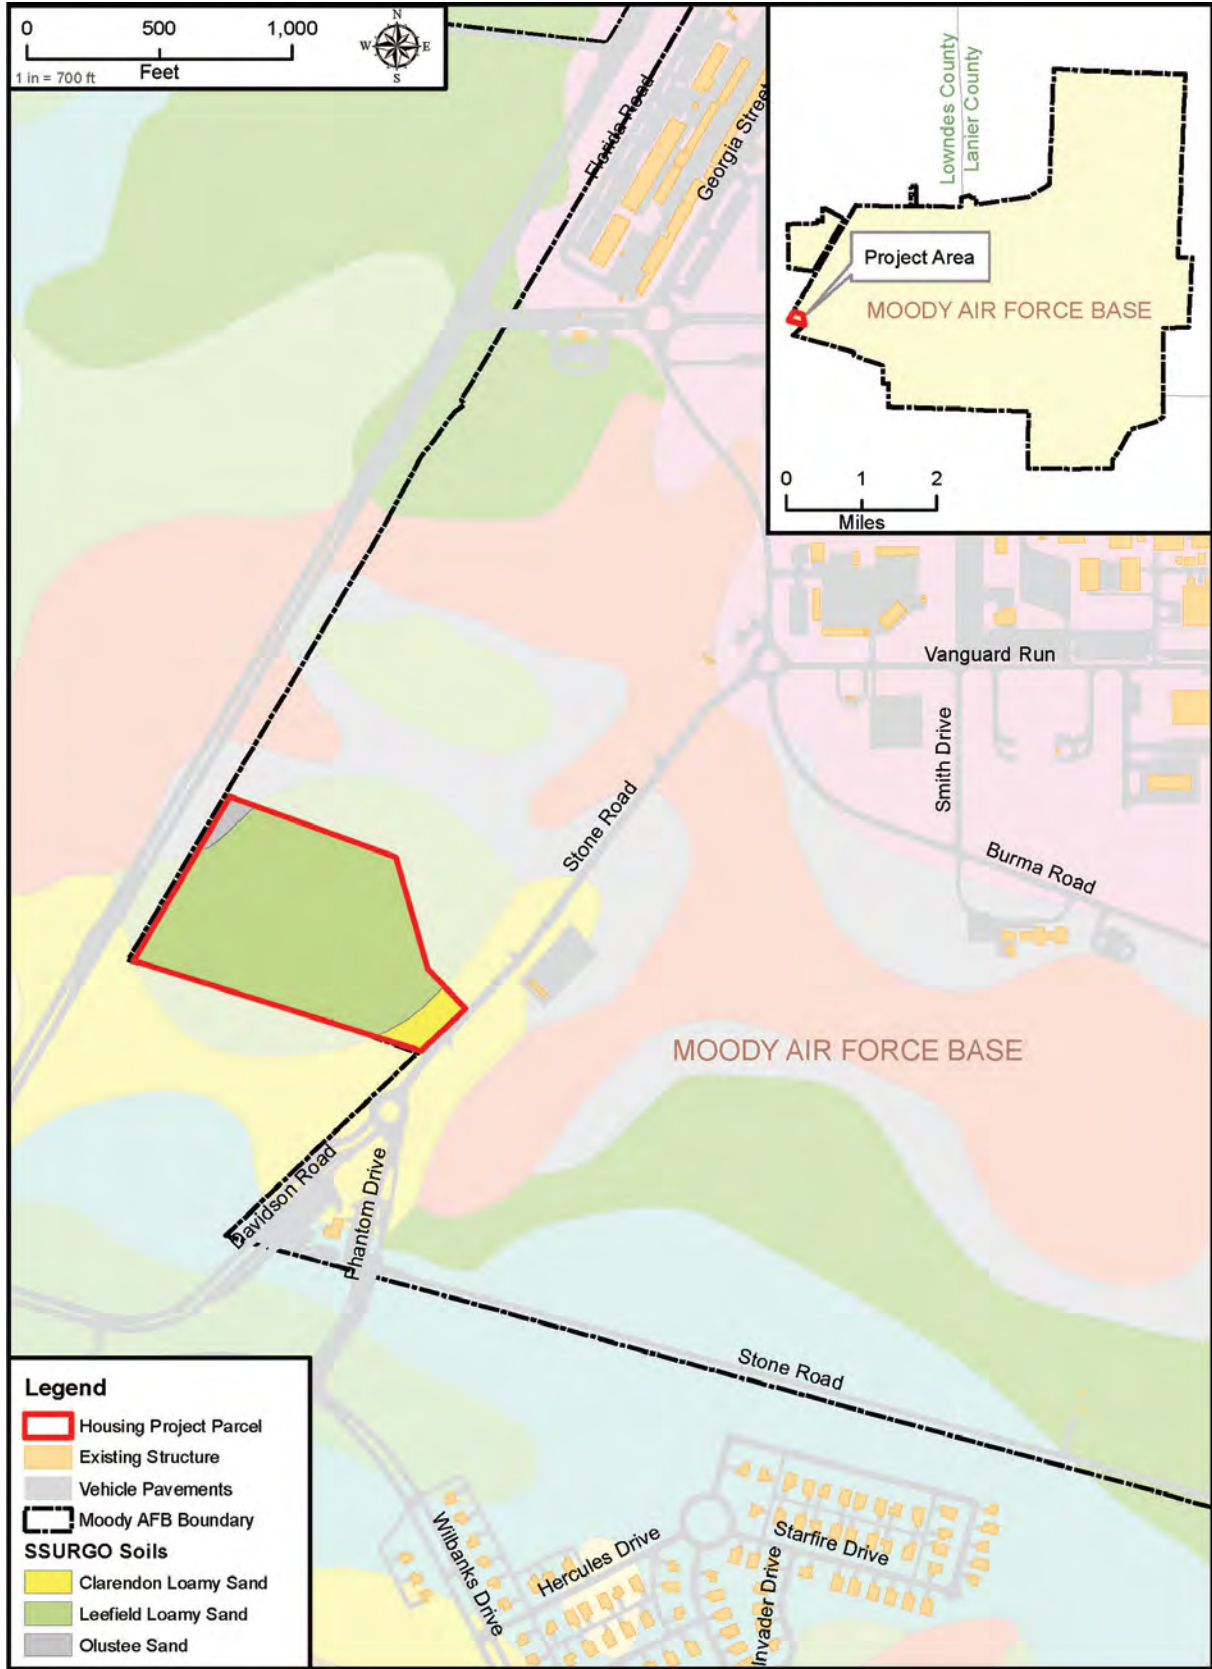 0 500 1,000
Feet
1 in = 700 ft
N
W E
S
Florida Road
Georgia Street
Lowndes County
Lanier County
Project Area
MOODY AIR FORCE BASE
0 1 2
Miles
Vanguard Run
Smith Drive
Stone Road
Burma Road
MOODY AIR FORCE BASE
Davidson Road
Phantom Drive
Stone Road
Wilbanks Drive
Hercules Drive
Starfire Drive
Invader Drive
Legend
Housing Project Parcel
Existing Structure
Vehicle Pavements
Moody AFB Boundary
SSURGO Soils
Clarendon Loamy Sand
Leefield Loamy Sand
Olustee Sand